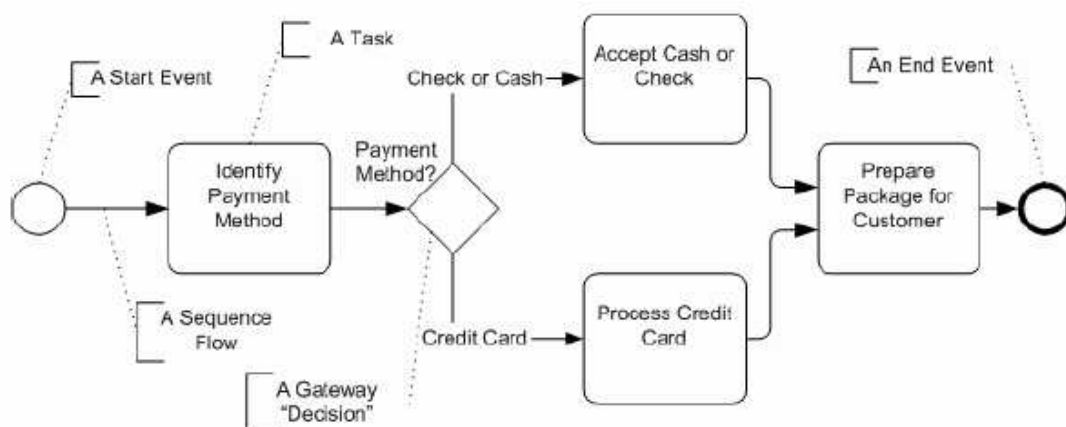 A Start Event
A Task
Check or Cash
Accept Cash or
Check
An End Event
Identify
Payment
Method
Payment
Method?
Prepare
Package for
Customer
A Sequence
Flow
Credit Card
Process Credit
Card
A Gateway
“Decision”